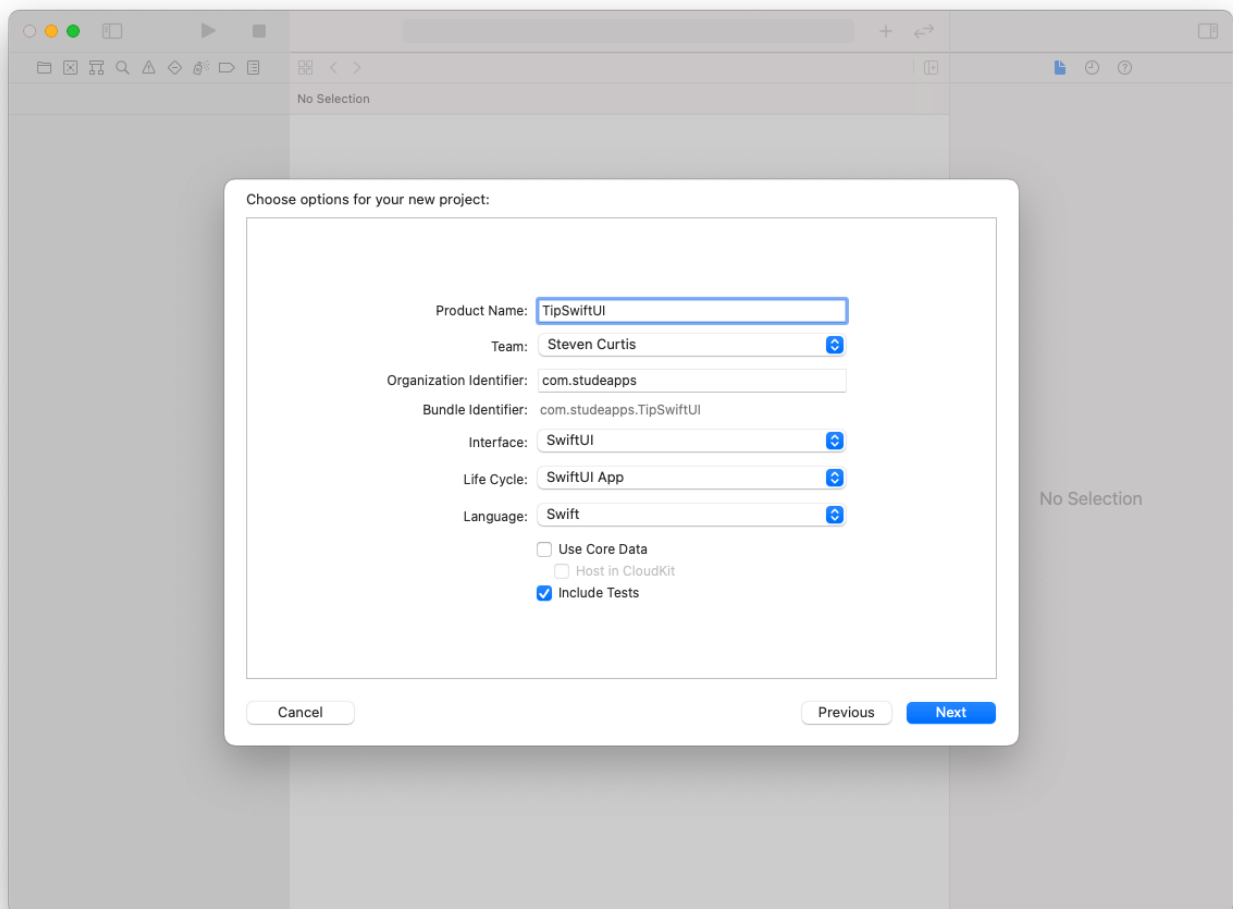 No Selection
Choose options for your new project:
Product Name: TipSwiftUI
Team: Steven Curtis
Organization Identifier: com.studeapps
Bundle Identifier: com.studeapps.TipSwiftUI
Interface: SwiftUI
Life Cycle: SwiftUI App
Language: Swift
Use Core Data
Host in CloudKit
Include Tests
Cancel
Previous
Next
No Selection